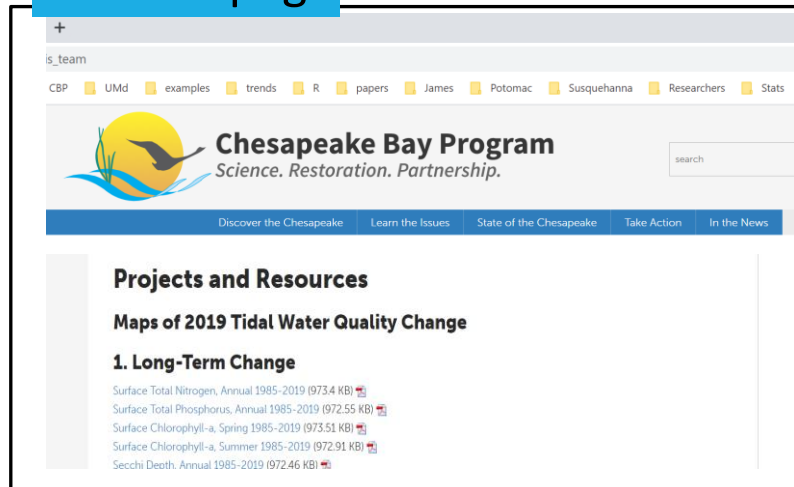 +
is_team
CBP UMd examples trends R papers James Potomac Susquehanna Researchers Stats
Chesapeake Bay Program
Science. Restoration. Partnership.
search
Discover the Chesapeake Learn the Issues State of the Chesapeake Take Action In the News
Projects and Resources
Maps of 2019 Tidal Water Quality Change
1. Long-Term Change
Surface Total Nitrogen, Annual 1985-2019 (973.4 KB)
Surface Total Phosphorus, Annual 1985-2019 (972.55 KB)
Surface Chlorophyll-a, Spring 1985-2019 (973.51 KB)
Surface Chlorophyll-a, Summer 1985-2019 (972.91 KB)
Secchi Depth, Annual 1985-2019 (972.46 KB)